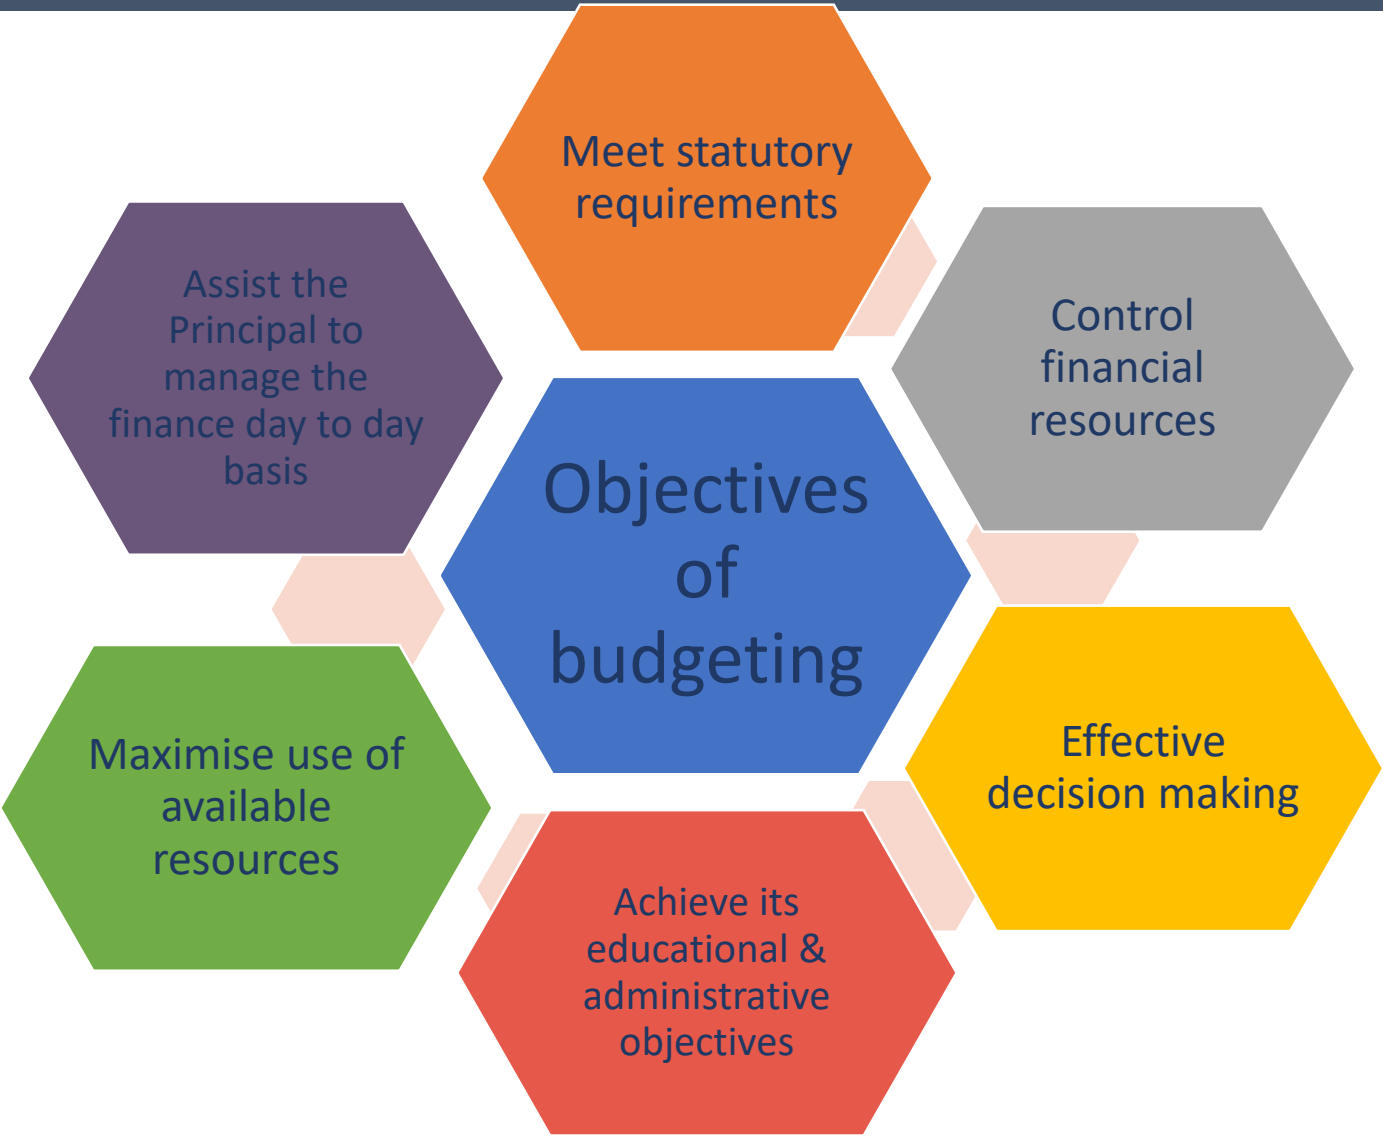 Meet statutory
requirements
Control
financial
resources
Effective
decision making
Achieve its
educational &
administrative
objectives
Maximise use of
available
resources
Assist the
Principal to
manage the
finance day to day
basis
Objectives
of
budgeting